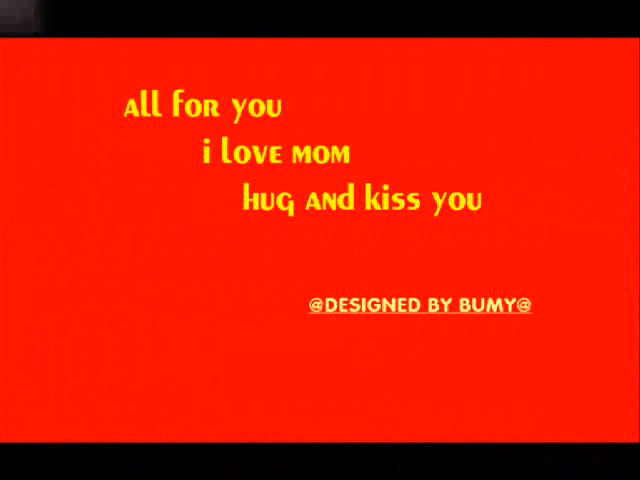 all for you
i love mom
hug and kiss you
@DESIGNED BY BUMY@